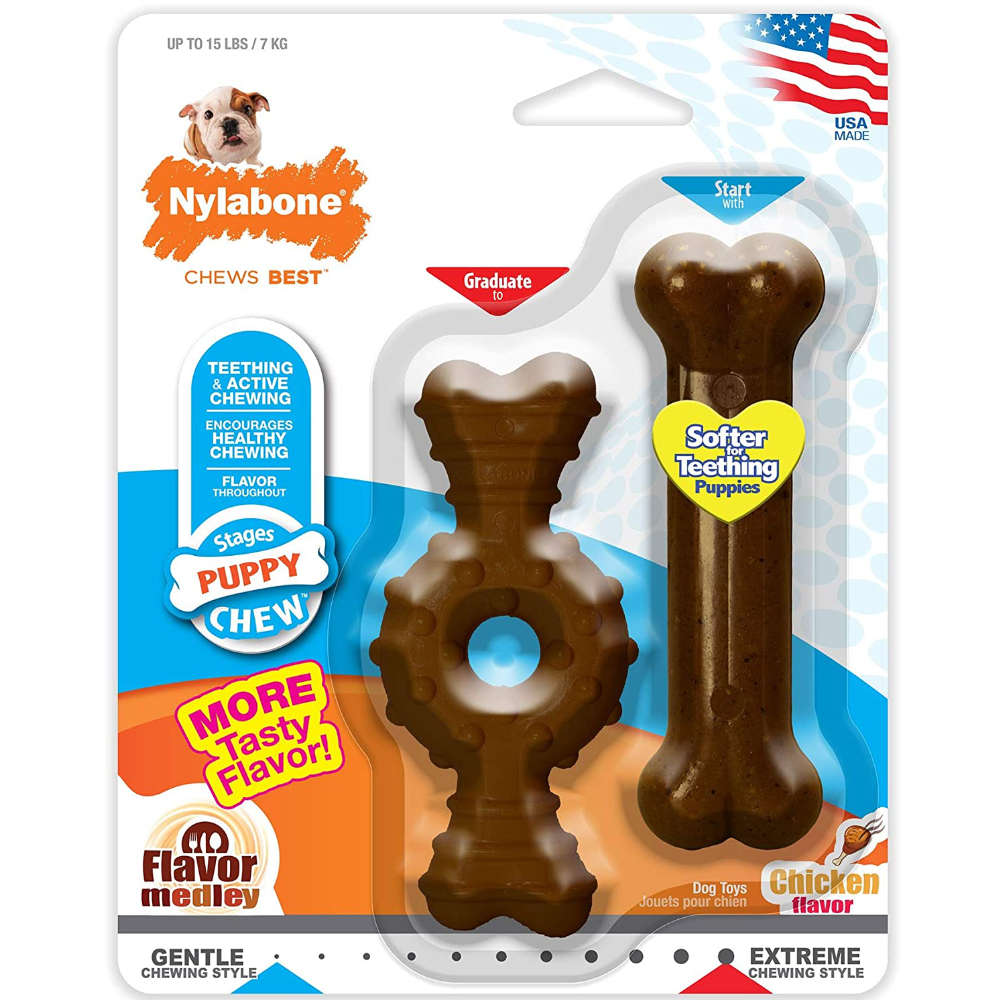 UP TO 15 LBS / 7 KG
USA
MADE
Nylabone®
CHEWS BEST™
Start
with
Graduate
to
TEETHING
& ACTIVE
CHEWING
ENCOURAGES
HEALTHY
CHEWING
FLAVOR
THROUGHOUT
Stages
PUPPY
CHEW™
Softer
for
Teething
Puppies
MORE
Tasty
Flavor!
Flavor
medley
Dog Toys
Jouets pour chien
Chicken
flavor
GENTLE
CHEWING STYLE
EXTREME
CHEWING STYLE